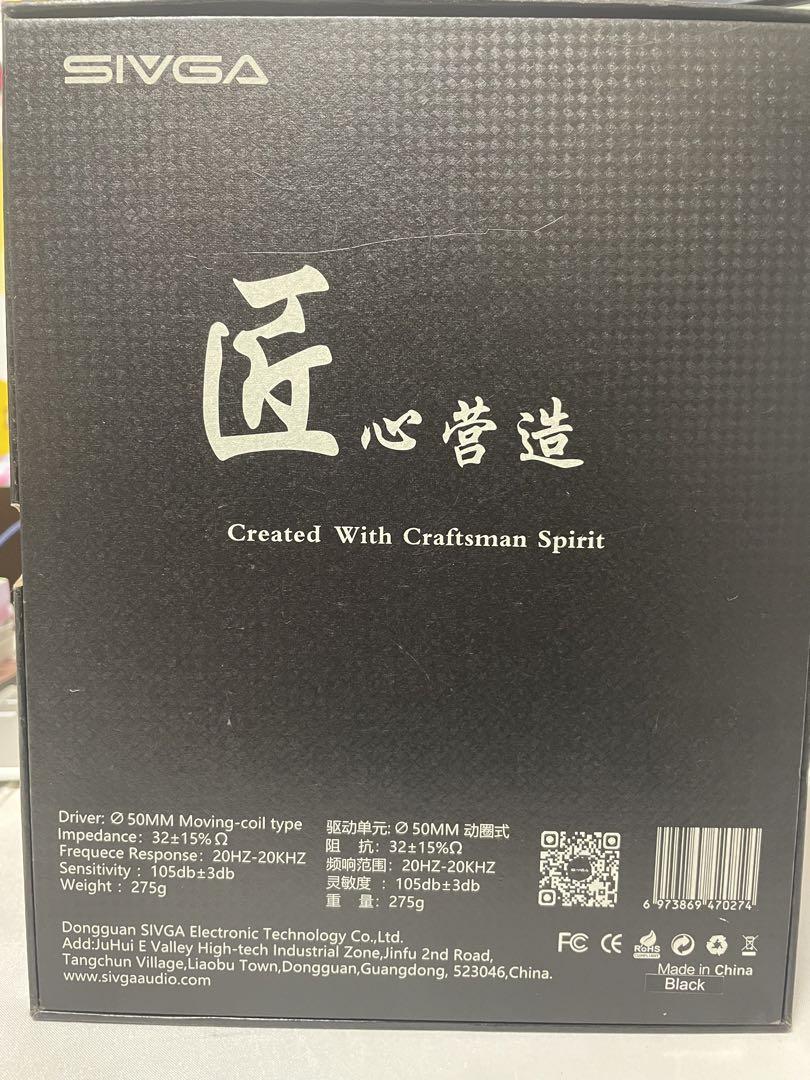 SIVGA
匠心营造
Created With Craftsman Spirit
Driver: Ø 50MM Moving-coil type
Impedance: 32±15%Ω
Frequece Response: 20HZ-20KHZ
Sensitivity : 105db±3db
Weight : 275g
驱动单元: Ø 50MM 动圈式
阻 抗: 32±15%Ω
频响范围: 20HZ-20KHZ
灵敏度 : 105db±3db
重 量: 275g
6 973869 470274
Dongguan SIVGA Electronic Technology Co.,Ltd.
Add:JuHui E Valley High-tech Industrial Zone,Jinfu 2nd Road,
Tangchun Village,Liaobu Town,Dongguan,Guangdong, 523046,China.
www.sivgaaudio.com
FC CE RoHS
COMPLIANT
Made in China
Black